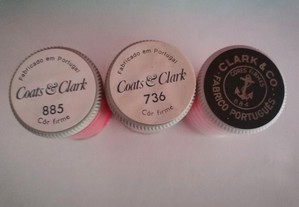 Fabricado em Portugal
Coats & Clark
885
Côr firme
Fabricado em Portugal
Coats & Clark
736
Côr firme
CLARK & CO.
FABRICO PORTUGUÊS